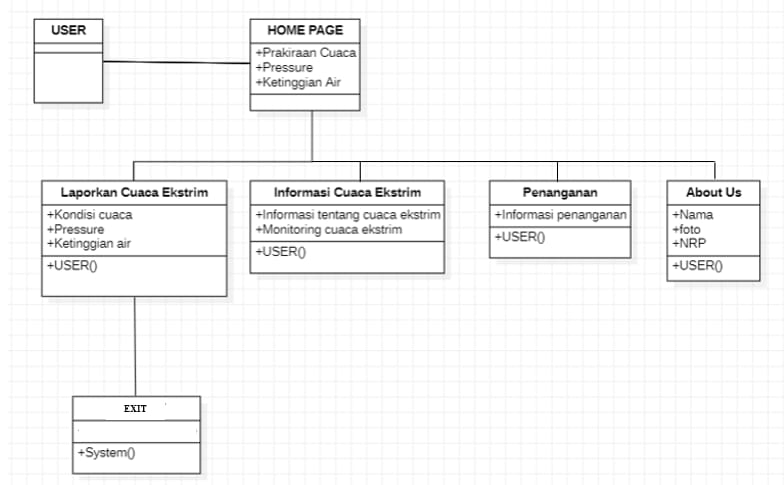 USER
HOME PAGE
+Prakiraan Cuaca
+Pressure
+Ketinggian Air
Laporkan Cuaca Ekstrim
+Kondisi cuaca
+Pressure
+Ketinggian air
+USER()
Informasi Cuaca Ekstrim
+Informasi tentang cuaca ekstrim
+Monitoring cuaca ekstrim
+USER()
Penanganan
+Informasi penanganan
+USER()
About Us
+Nama
+foto
+NRP
+USER()
EXIT
+System()